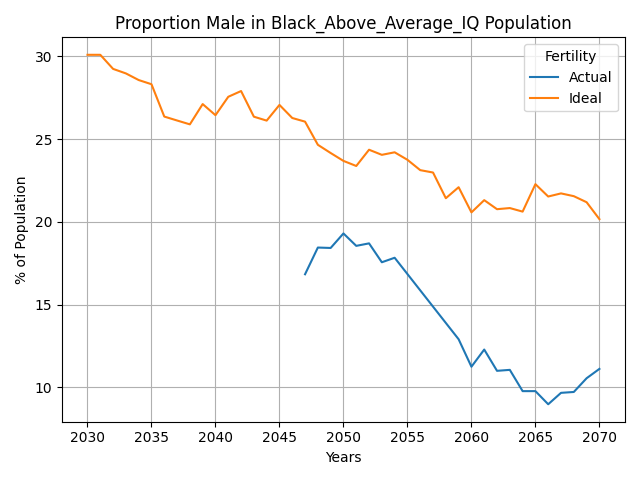 Proportion Male in Black_Above_Average_IQ Population
% of Population
30
25
20
15
10
Fertility
Actual
Ideal
2030 2035 2040 2045 2050 2055 2060 2065 2070
Years